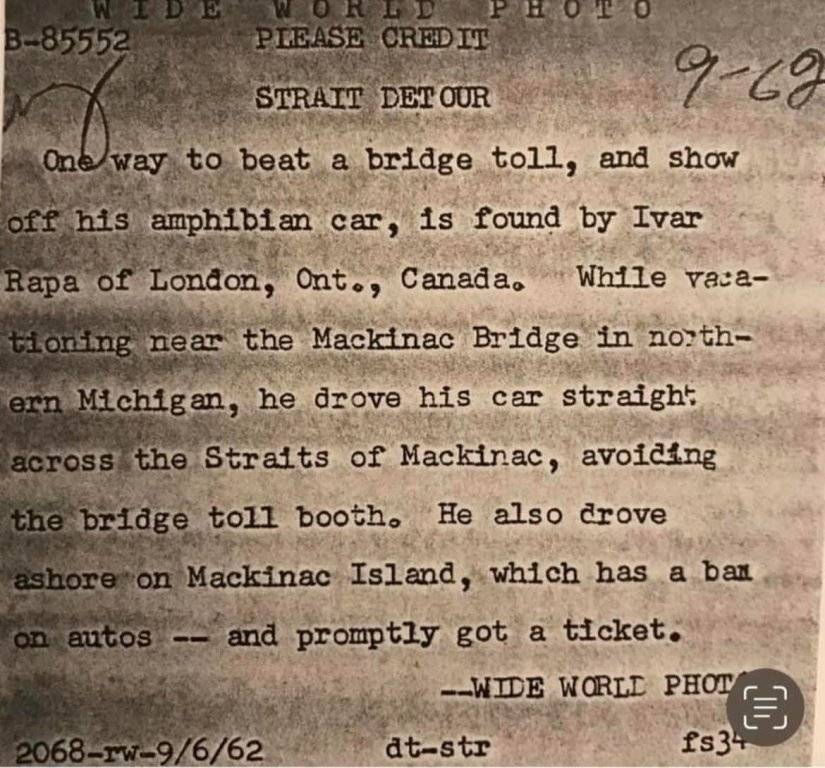 WIDE WORLD PHOTO
B-85552 PLEASE CREDIT
9-62
STRAIT DETOUR
One way to beat a bridge toll, and show
off his amphibian car, is found by Ivar
Rapa of London, Ont., Canada. While vaca-
tioning near the Mackinac Bridge in north-
ern Michigan, he drove his car straight
across the Straits of Mackinac, avoiding
the bridge toll booth. He also drove
ashore on Mackinac Island, which has a ban
on autos -- and promptly got a ticket.
--WIDE WORLD PHOT
2068-rw-9/6/62 dt-str fs34